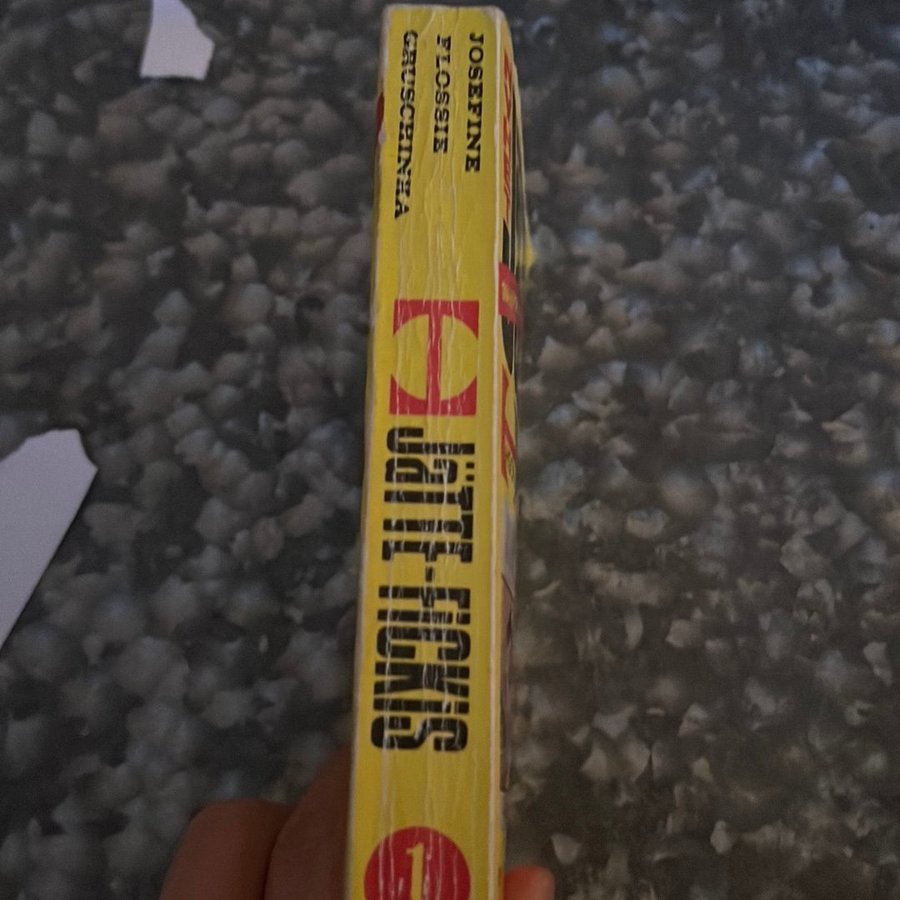 JOSEFINE
FLOSSIE
GRUSCHINKA
H
JäTTE-FICKIS
1